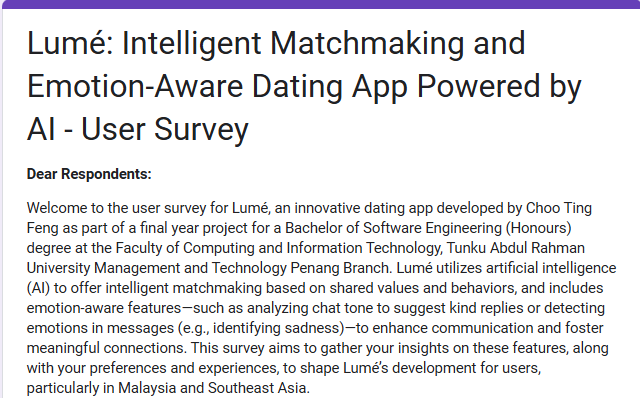 Lumé: Intelligent Matchmaking and
Emotion-Aware Dating App Powered by
AI - User Survey
Dear Respondents:
Welcome to the user survey for Lumé, an innovative dating app developed by Choo Ting
Feng as part of a final year project for a Bachelor of Software Engineering (Honours)
degree at the Faculty of Computing and Information Technology, Tunku Abdul Rahman
University Management and Technology Penang Branch. Lumé utilizes artificial intelligence
(AI) to offer intelligent matchmaking based on shared values and behaviors, and includes
emotion-aware features—such as analyzing chat tone to suggest kind replies or detecting
emotions in messages (e.g., identifying sadness)—to enhance communication and foster
meaningful connections. This survey aims to gather your insights on these features, along
with your preferences and experiences, to shape Lumé’s development for users,
particularly in Malaysia and Southeast Asia.